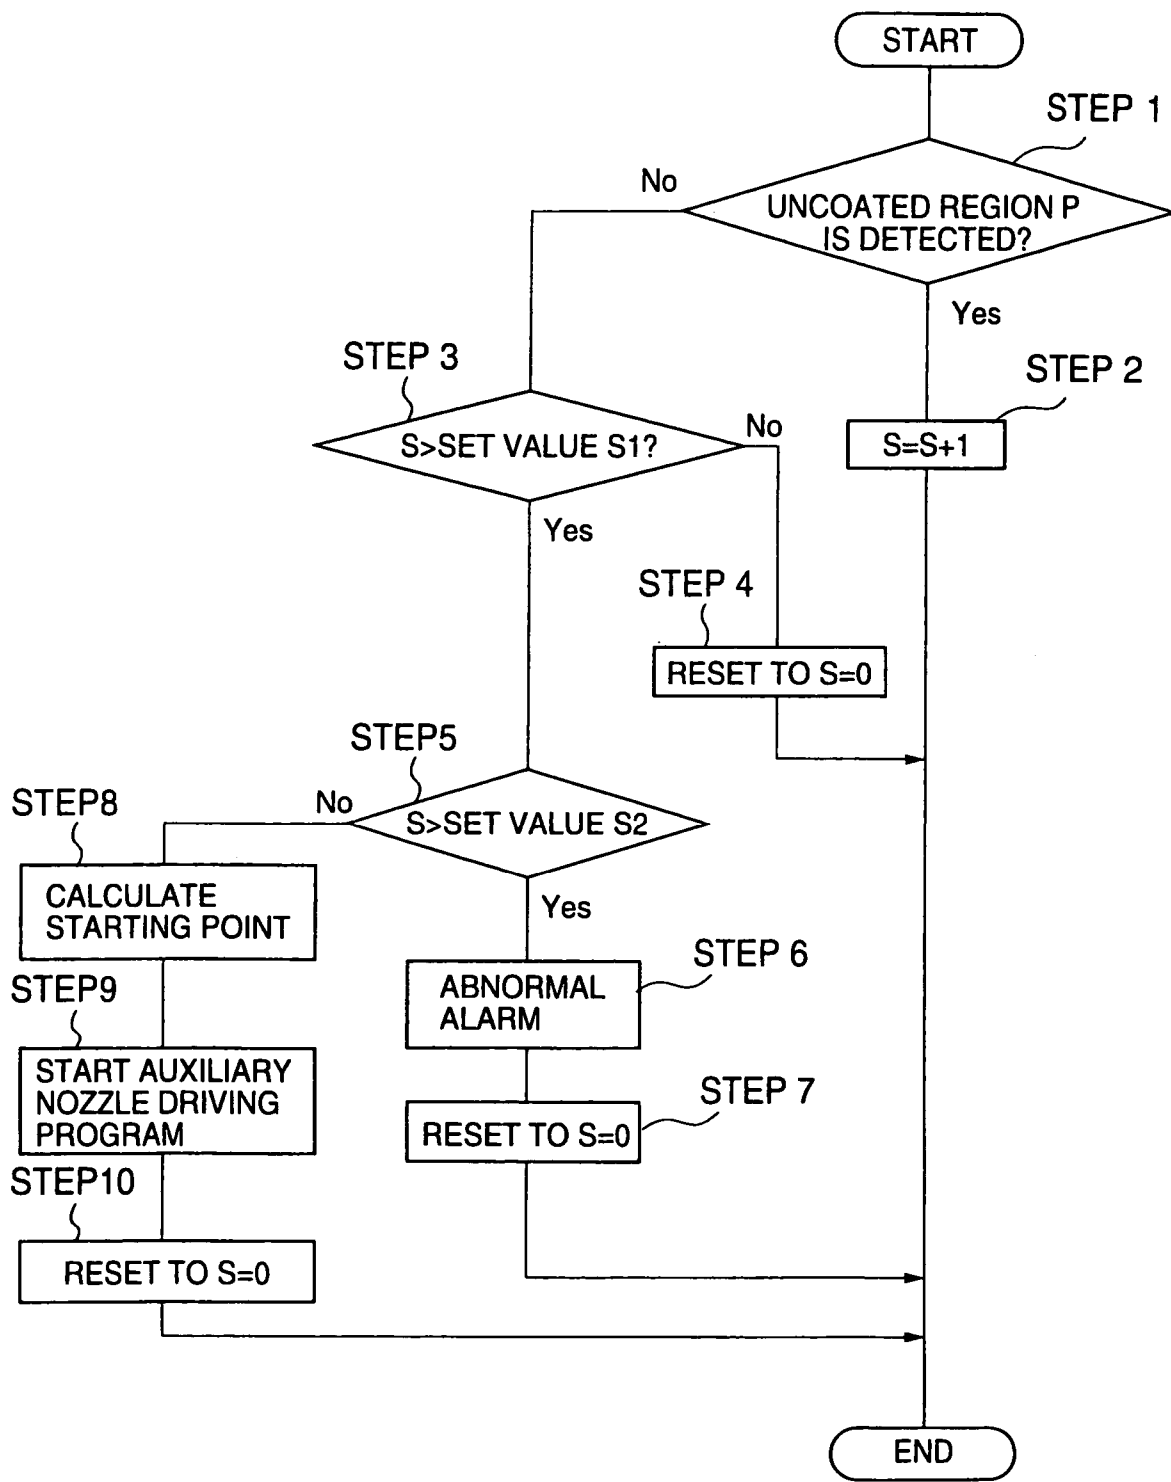 START
STEP 1
No
UNCOATED REGION P
IS DETECTED?
Yes
STEP 2
S=S+1
STEP 3
S>SET VALUE S1?
No
Yes
STEP 4
RESET TO S=0
STEP5
S>SET VALUE S2
No
Yes
STEP 6
ABNORMAL
ALARM
STEP 7
RESET TO S=0
STEP8
CALCULATE
STARTING POINT
STEP9
START AUXILIARY
NOZZLE DRIVING
PROGRAM
STEP10
RESET TO S=0
END